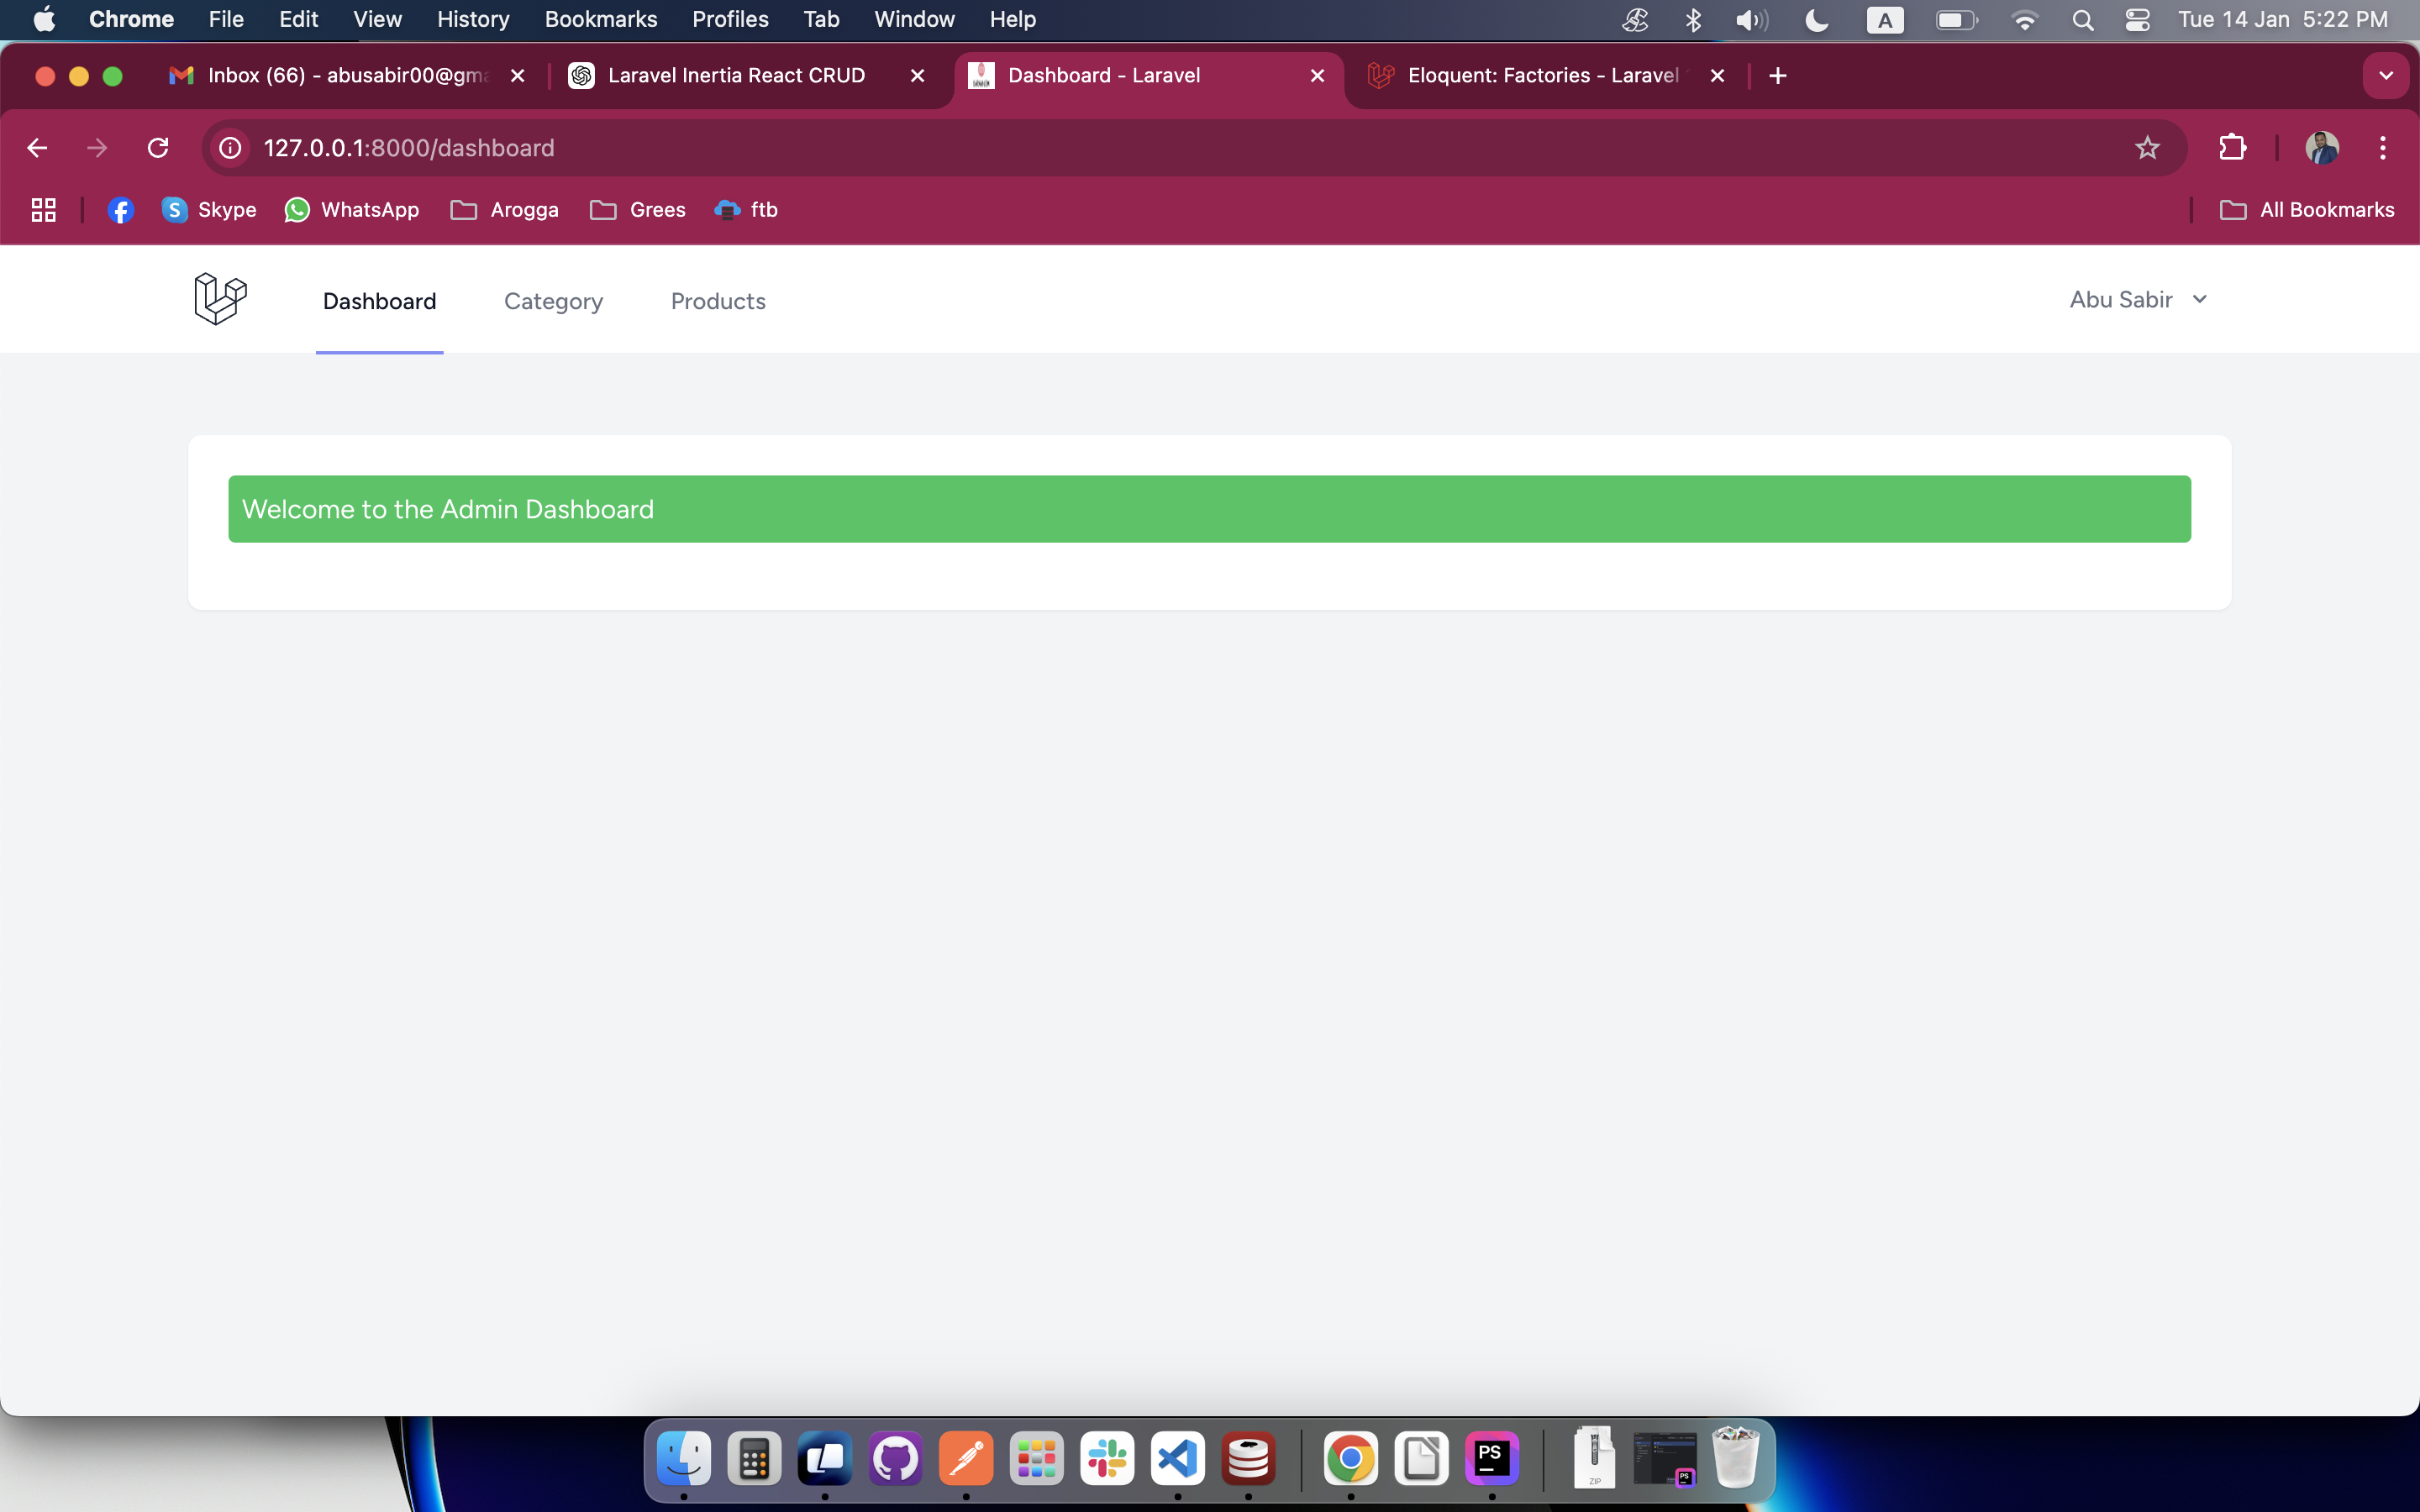 Chrome File Edit View History Bookmarks Profiles Tab Window Help A Tue 14 Jan 5:22 PM
Inbox (66) - abusabir00@gma Laravel Inertia React CRUD Dashboard - Laravel Eloquent: Factories - Laravel
127.0.0.1:8000/dashboard
Skype WhatsApp Arogga Grees ftb All Bookmarks
Dashboard Category Products Abu Sabir
Welcome to the Admin Dashboard
PS ZIP PS